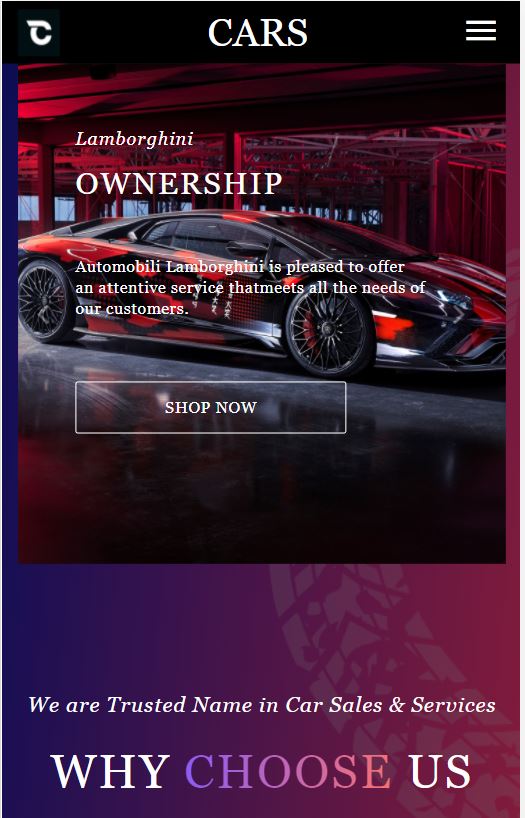 CARS
Lamborghini
OWNERSHIP
Automobili Lamborghini is pleased to offer
an attentive service thatmeets all the needs of
our customers.
SHOP NOW
We are Trusted Name in Car Sales & Services
WHY CHOOSE US